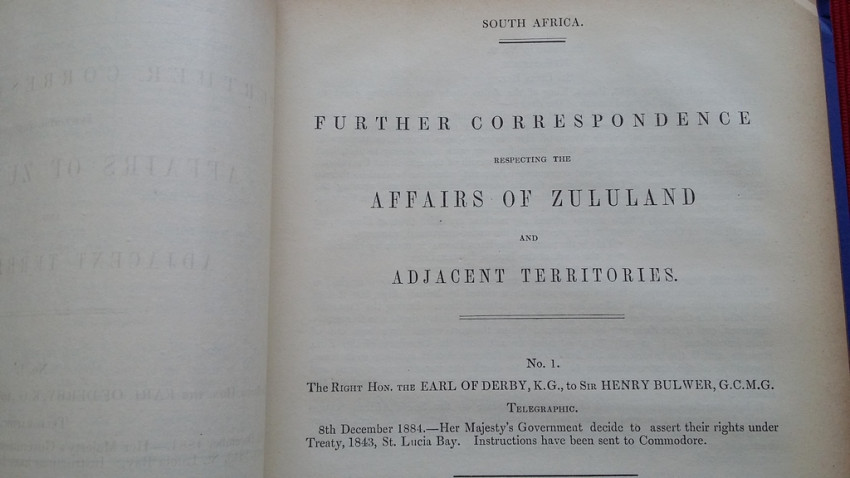 SOUTH AFRICA.
FURTHER CORRESPONDENCE
RESPECTING THE
AFFAIRS OF ZULULAND
AND
ADJACENT TERRITORIES.
No. 1.
The RIGHT HON. THE EARL OF DERBY, K.G., to SIR HENRY BULWER, G.C.M.G.
TELEGRAPHIC.
8th December 1884.—Her Majesty's Government decide to assert their rights under
Treaty, 1843, St. Lucia Bay. Instructions have been sent to Commodore.